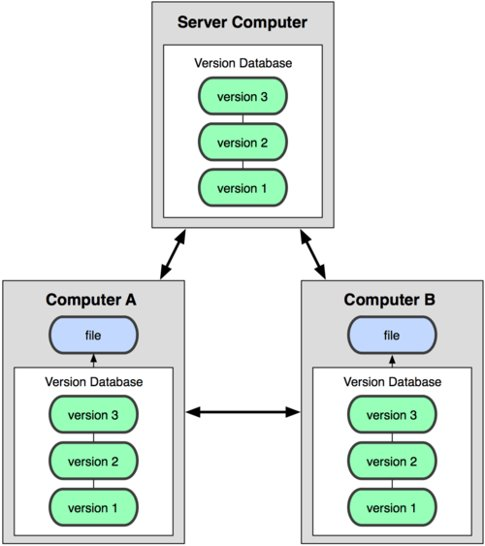 Server Computer
Version Database
version 3
version 2
version 1
Computer A
file
Version Database
version 3
version 2
version 1
Computer B
file
Version Database
version 3
version 2
version 1